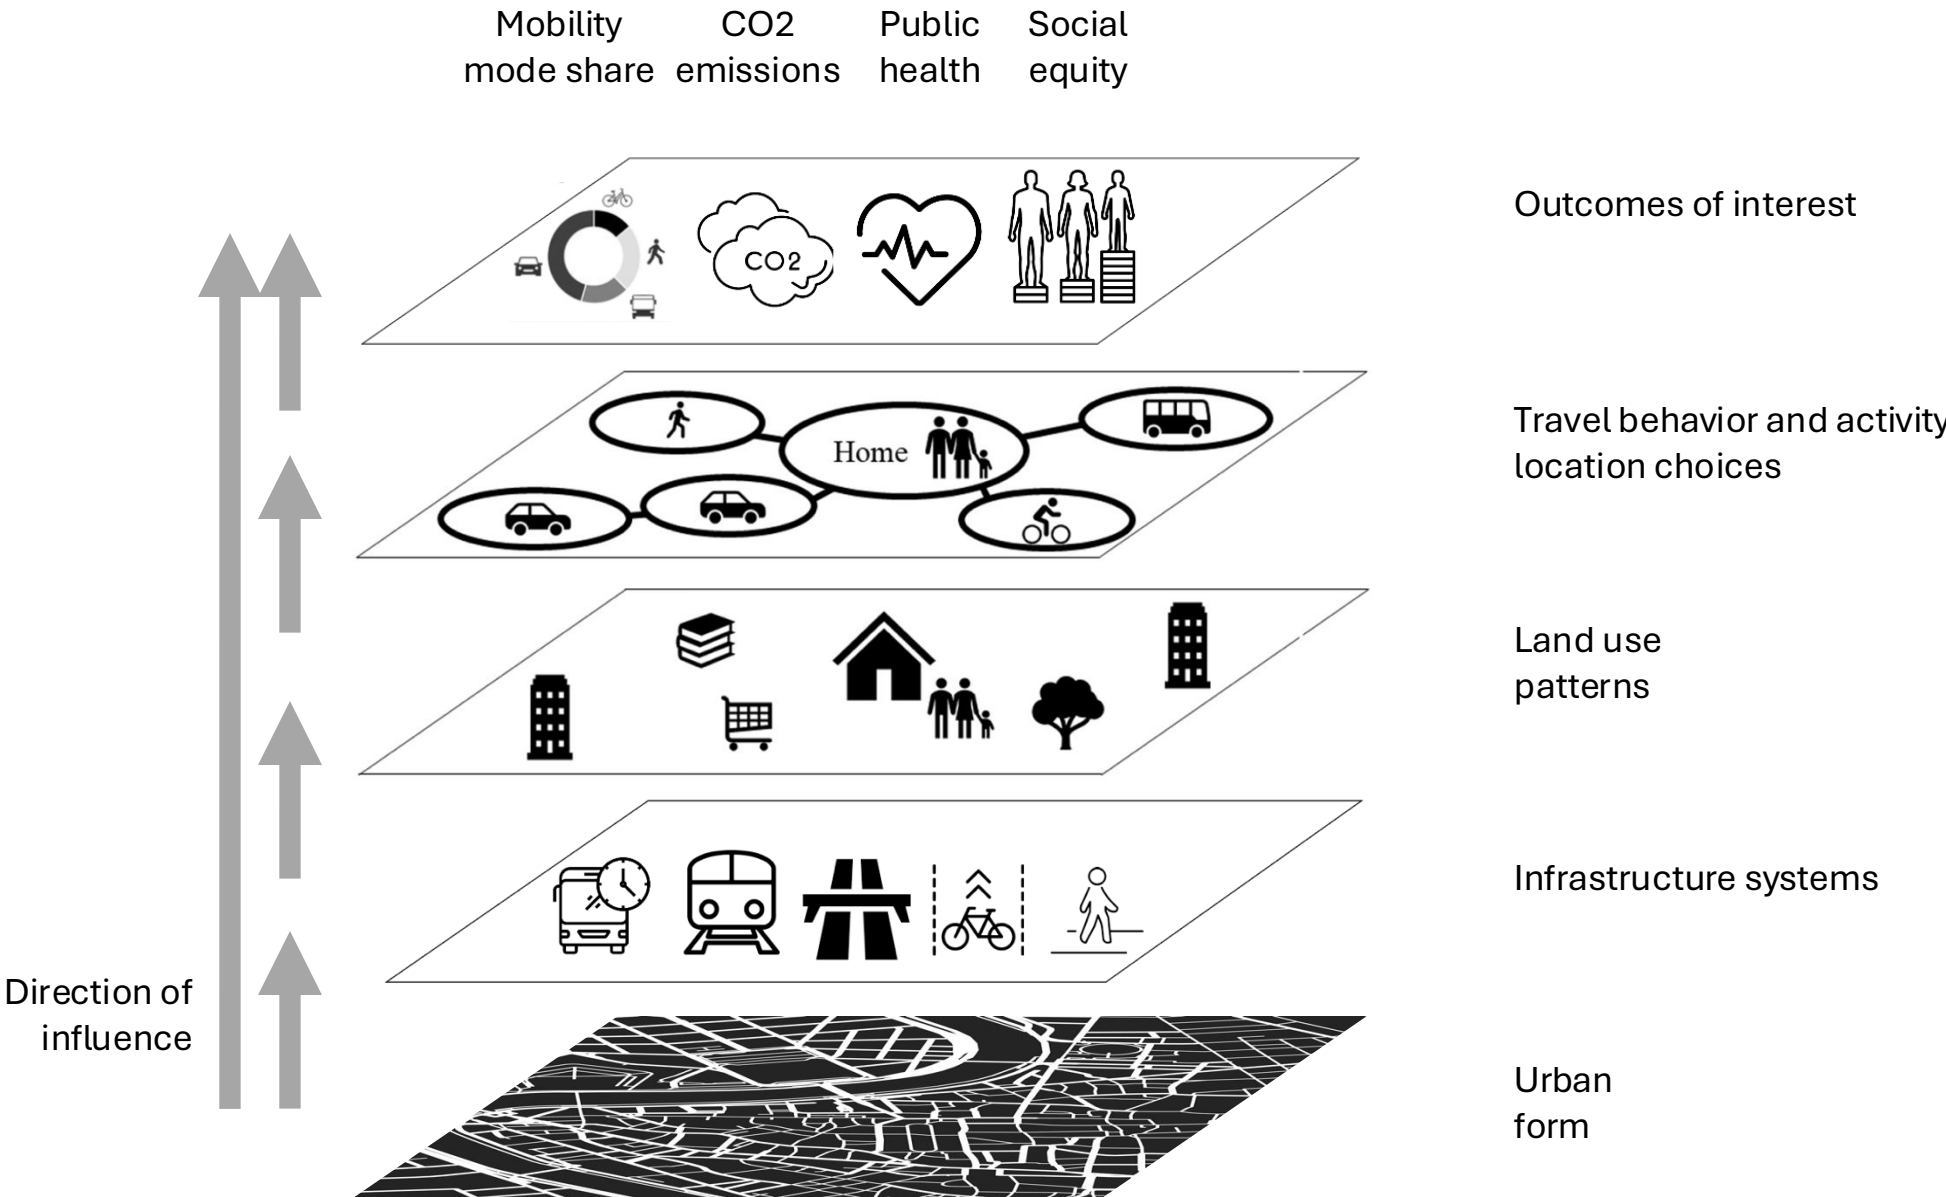 Mobility
mode share
CO2
emissions
Public
health
Social
equity
Outcomes of interest
CO2
Travel behavior and activity
location choices
Home
Land use
patterns
Infrastructure systems
Direction of
influence
Urban
form